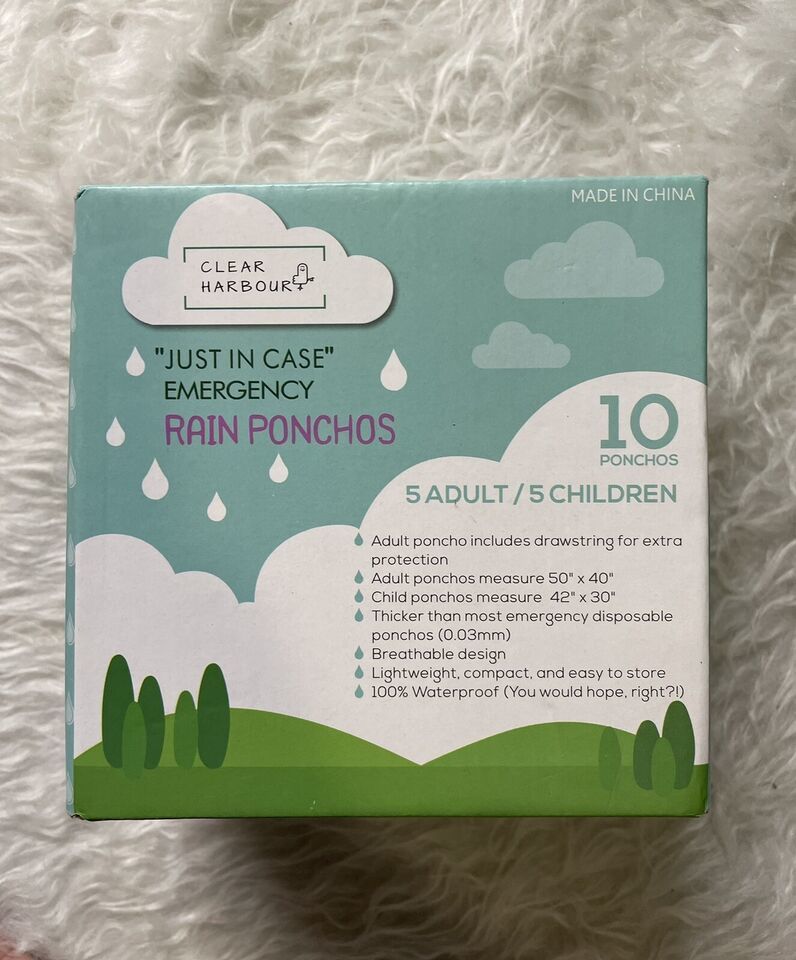 MADE IN CHINA
CLEAR
HARBOUR
"JUST IN CASE"
EMERGENCY
RAIN PONCHOS
10
PONCHOS
5 ADULT / 5 CHILDREN
Adult poncho includes drawstring for extra
protection
Adult ponchos measure 50" x 40"
Child ponchos measure 42" x 30"
Thicker than most emergency disposable
ponchos (0.03mm)
Breathable design
Lightweight, compact, and easy to store
100% Waterproof (You would hope, right?!)